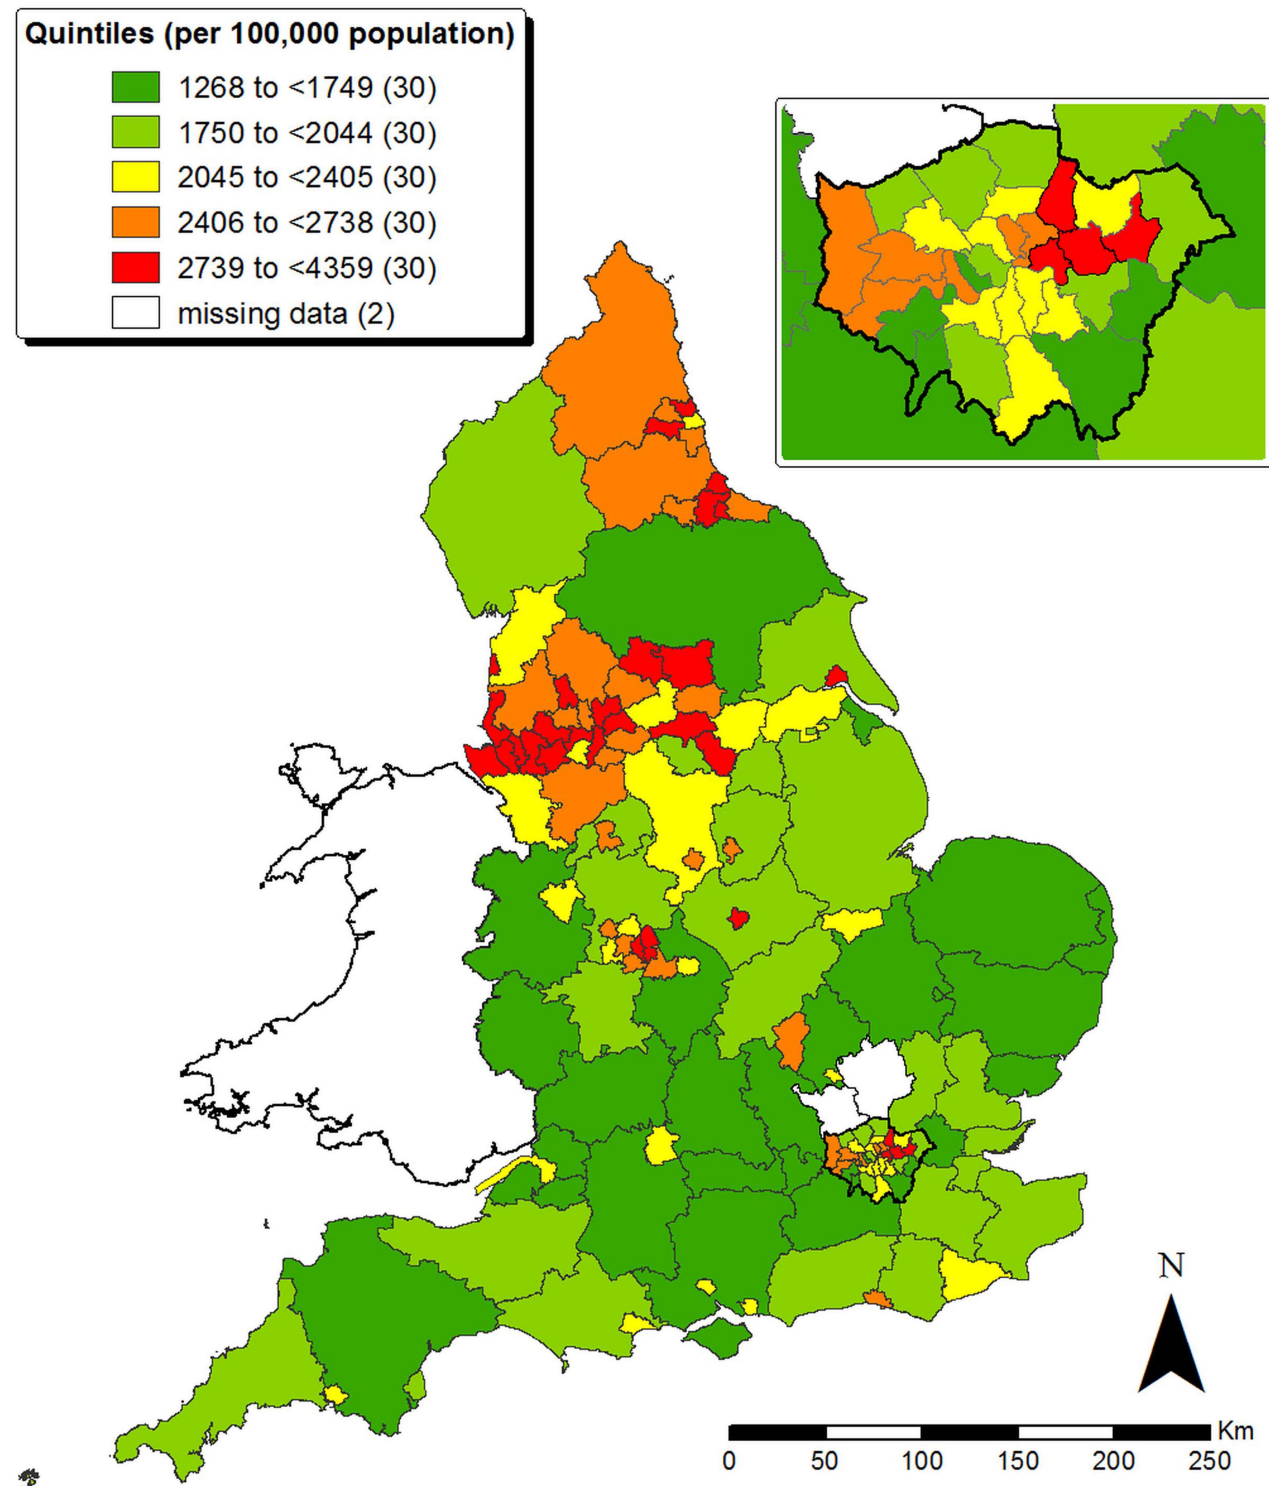 Quintiles (per 100,000 population)
1268 to <1749 (30)
1750 to <2044 (30)
2045 to <2405 (30)
2406 to <2738 (30)
2739 to <4359 (30)
missing data (2)
N
Km
0 50 100 150 200 250